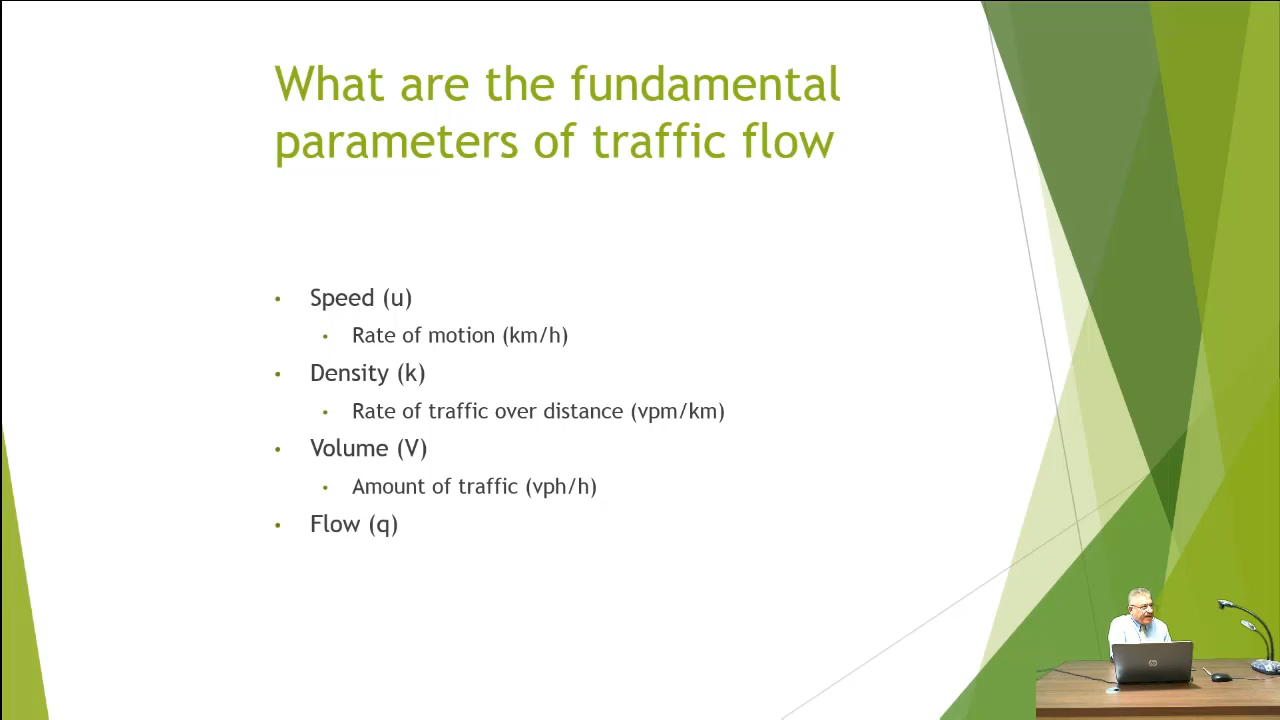 What are the fundamental
parameters of traffic flow
• Speed (u)
• Rate of motion (km/h)
• Density (k)
• Rate of traffic over distance (vpm/km)
• Volume (V)
• Amount of traffic (vph/h)
• Flow (q)